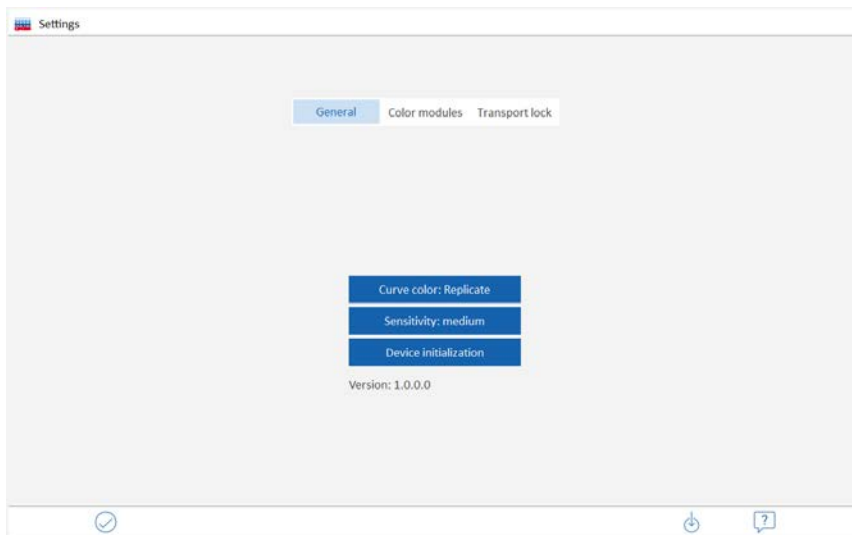 Settings
General Color modules Transport lock
Curve color: Replicate
Sensitivity: medium
Device initialization
Version: 1.0.0.0
?